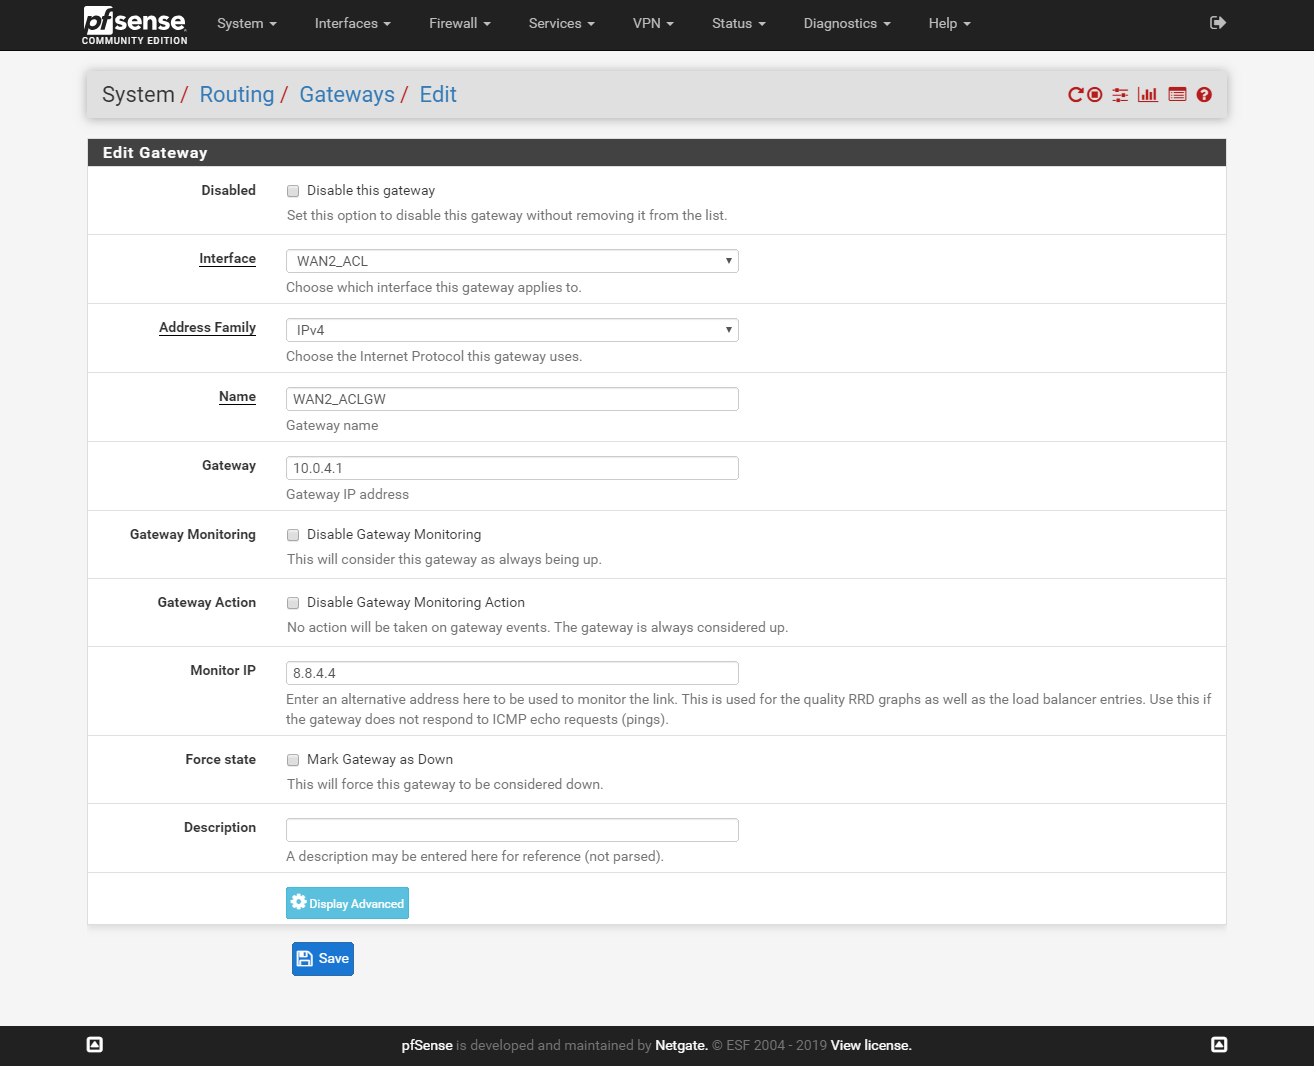 pfsense
COMMUNITY EDITION
System
Interfaces
Firewall
Services
VPN
Status
Diagnostics
Help
System / Routing / Gateways / Edit
Edit Gateway
Disabled
Disable this gateway
Set this option to disable this gateway without removing it from the list.
Interface
WAN2_ACL
Choose which interface this gateway applies to.
Address Family
IPv4
Choose the Internet Protocol this gateway uses.
Name
WAN2_ACLGW
Gateway name
Gateway
10.0.4.1
Gateway IP address
Gateway Monitoring
Disable Gateway Monitoring
This will consider this gateway as always being up.
Gateway Action
Disable Gateway Monitoring Action
No action will be taken on gateway events. The gateway is always considered up.
Monitor IP
8.8.4.4
Enter an alternative address here to be used to monitor the link. This is used for the quality RRD graphs as well as the load balancer entries. Use this if
the gateway does not respond to ICMP echo requests (pings).
Force state
Mark Gateway as Down
This will force this gateway to be considered down.
Description
A description may be entered here for reference (not parsed).
Display Advanced
Save
pfSense is developed and maintained by Netgate. © ESF 2004 - 2019 View license.